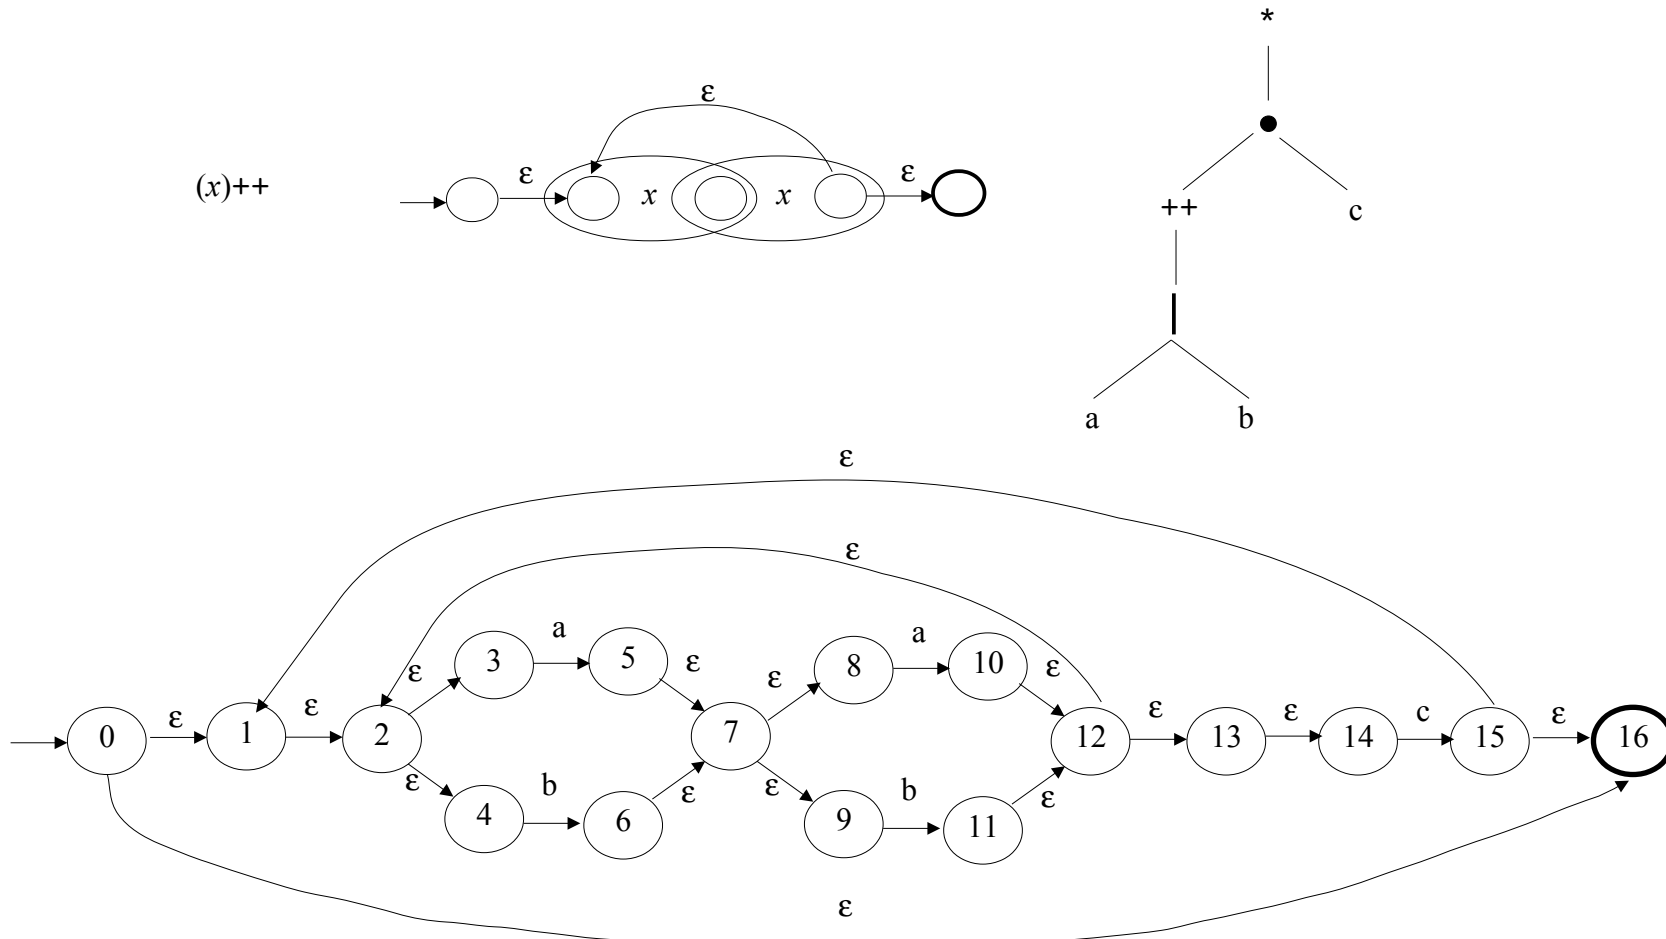 *
ε
(x)++ ε x x ε
++ c
a b
ε
ε
a a
3 5 ε 8 10 ε
ε ε
0 ε 1 ε 2 7 12 ε 13 ε 14 c 15 ε 16
ε b ε ε b ε
4 6 9 11
ε